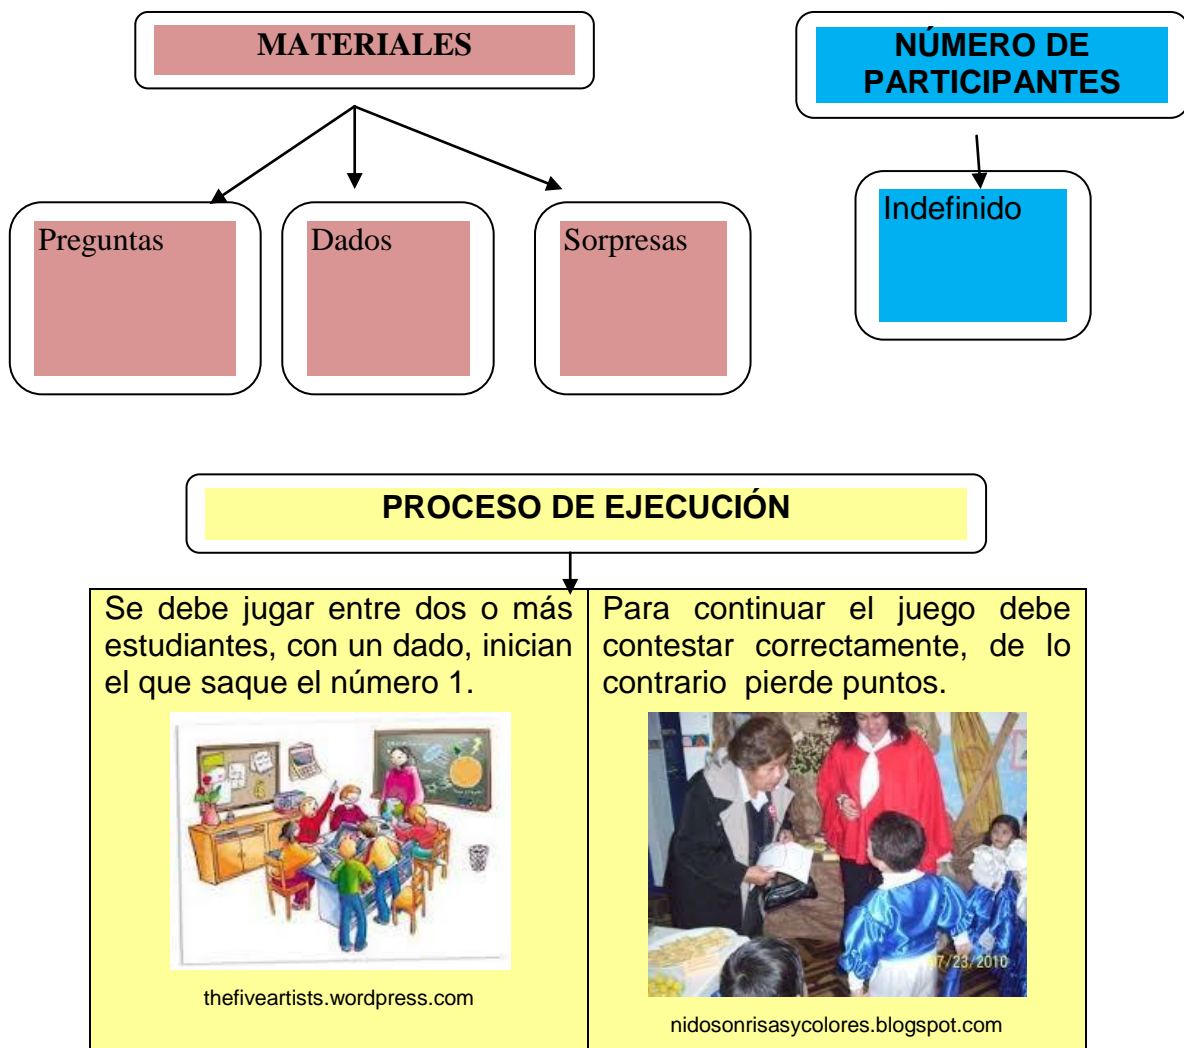 MATERIALES
NÚMERO DE
PARTICIPANTES
Preguntas
Dados
Sorpresas
Indefinido
PROCESO DE EJECUCIÓN
Se debe jugar entre dos o más
estudiantes, con un dado, inician
el que saque el número 1.
thefiveartists.wordpress.com
Para continuar el juego debe
contestar correctamente, de lo
contrario pierde puntos.
07/23/2010
nidosonrisasycolores.blogspot.com